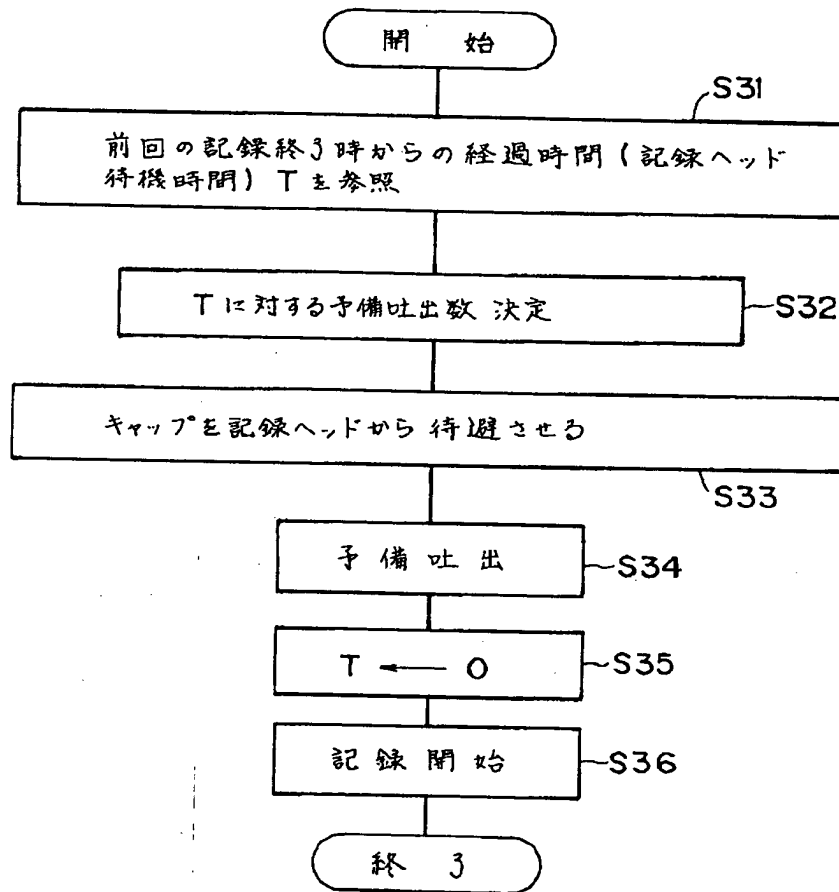 開始
S31
前回の記録終了時からの経過時間(記録ヘッド
待機時間)Tを参照
Tに対する予備吐出数 決定
S32
キャップを記録ヘッドから 待避させる
S33
予備吐出
S34
T ← 0
S35
記録開始
S36
終了